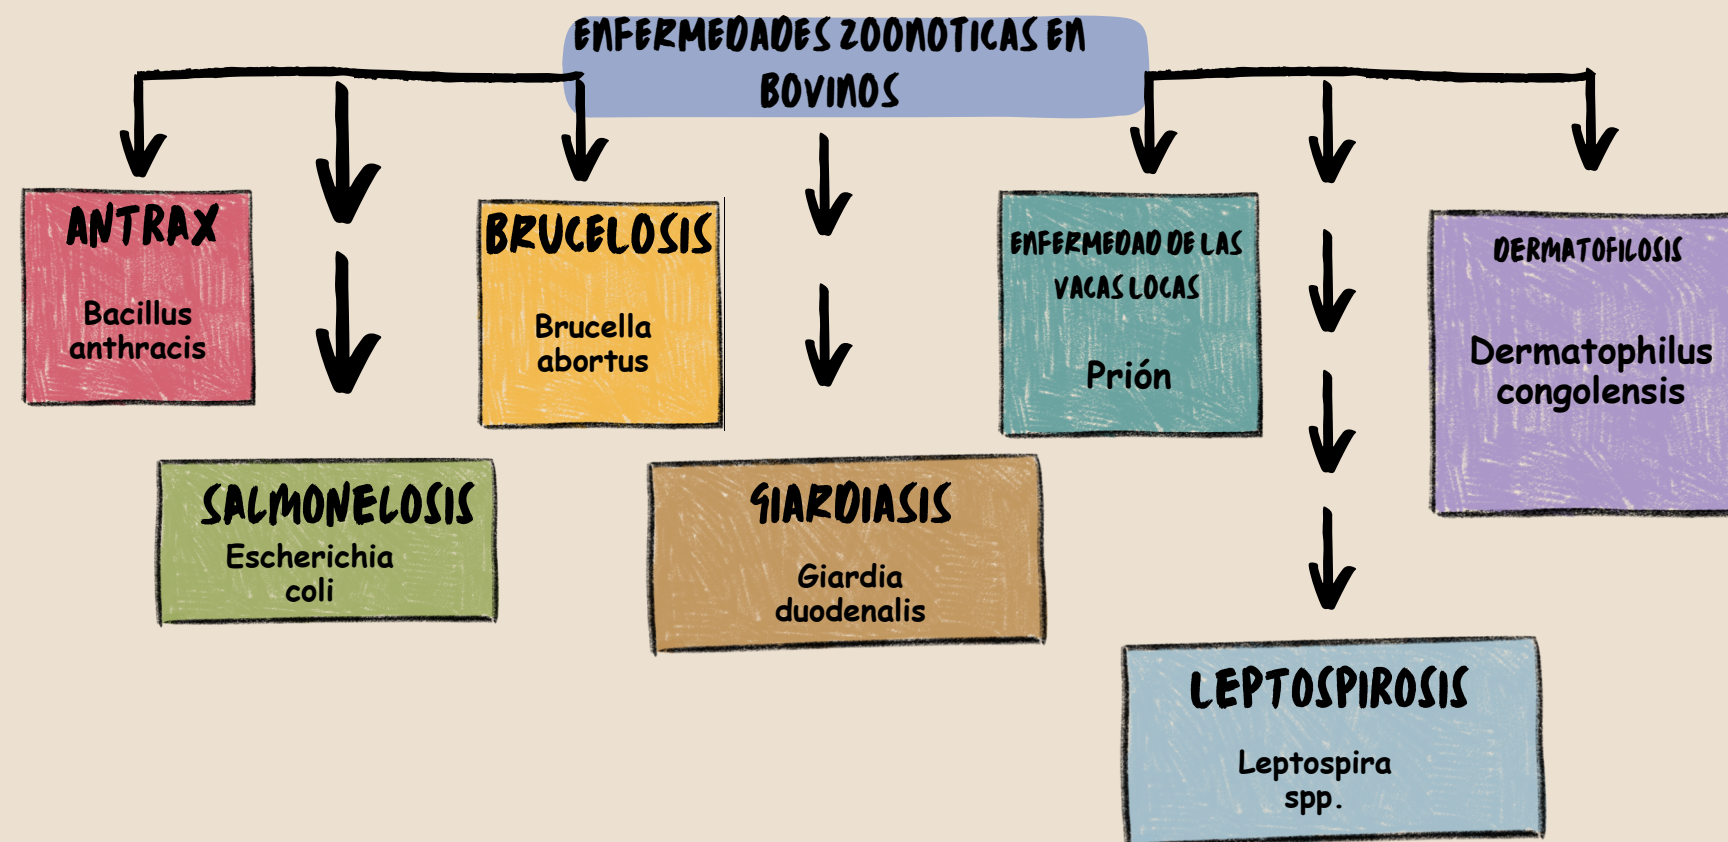 ENFERMEDADES ZOONOTICAS EN
BOVINOS
ANTRAX
Bacillus
anthracis
BRUCELOSIS
Brucella
abortus
ENFERMEDAD DE LAS
VACAS LOCAS
Prión
DERMATOFILOSIS
Dermatophilus
congolensis
SALMONELOSIS
Escherichia
coli
GIARDIASIS
Giardia
duodenalis
LEPTOSPIROSIS
Leptospira
spp.